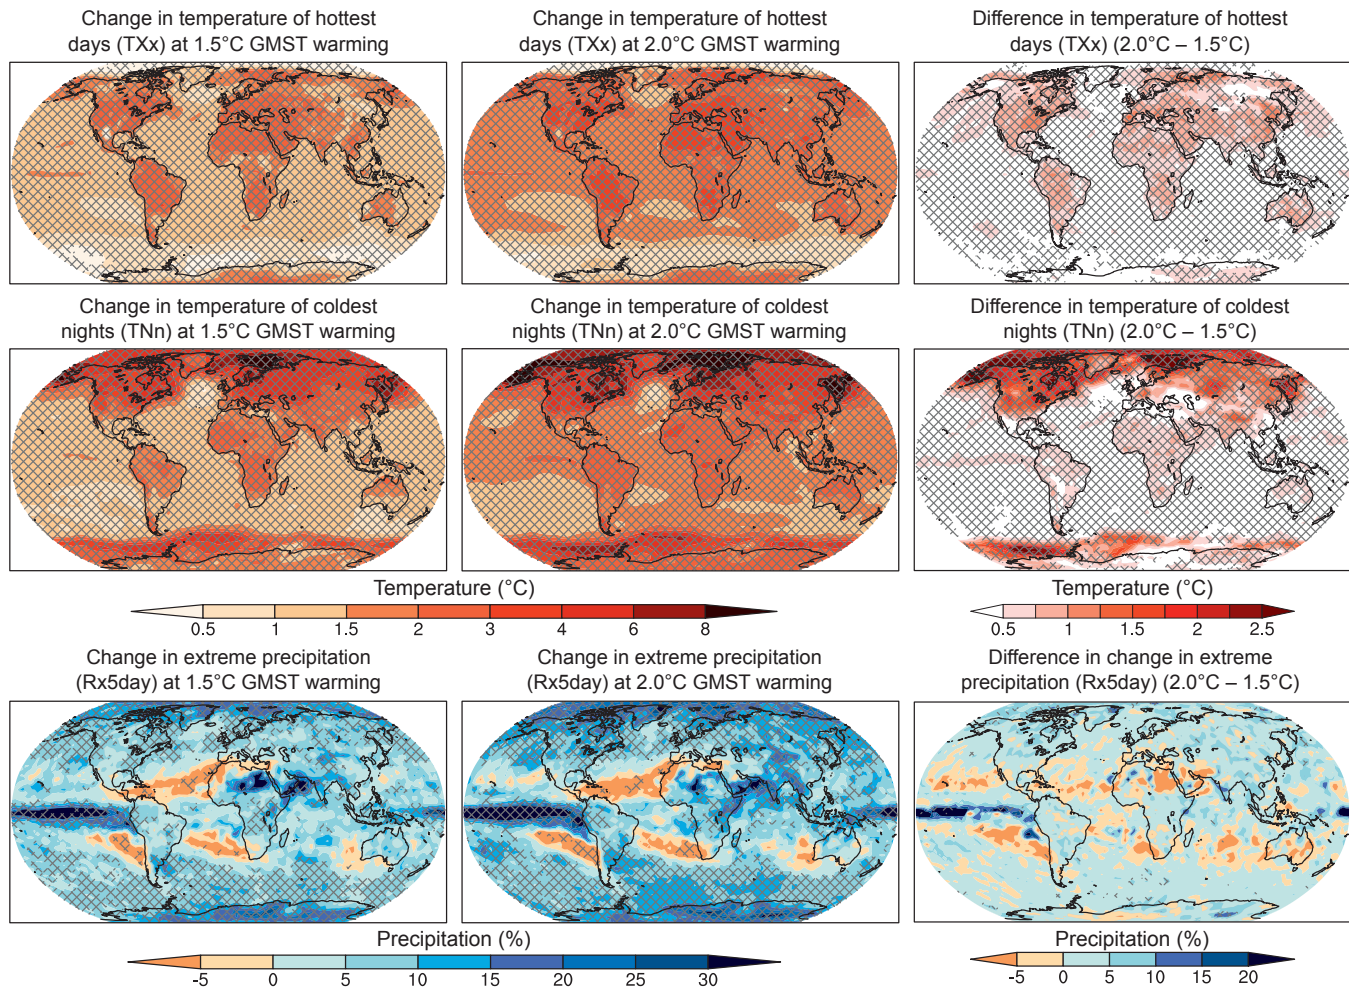 Change in temperature of hottest
days (TXx) at 1.5°C GMST warming
Change in temperature of hottest
days (TXx) at 2.0°C GMST warming
Difference in temperature of hottest
days (TXx) (2.0°C – 1.5°C)
Change in temperature of coldest
nights (TNn) at 1.5°C GMST warming
Change in temperature of coldest
nights (TNn) at 2.0°C GMST warming
Difference in temperature of coldest
nights (TNn) (2.0°C – 1.5°C)
Temperature (°C)
0.5 1 1.5 2 3 4 6 8
Temperature (°C)
0.5 1 1.5 2 2.5
Change in extreme precipitation
(Rx5day) at 1.5°C GMST warming
Change in extreme precipitation
(Rx5day) at 2.0°C GMST warming
Difference in change in extreme
precipitation (Rx5day) (2.0°C – 1.5°C)
Precipitation (%)
-5 0 5 10 15 20 25 30
Precipitation (%)
-5 0 5 10 15 20